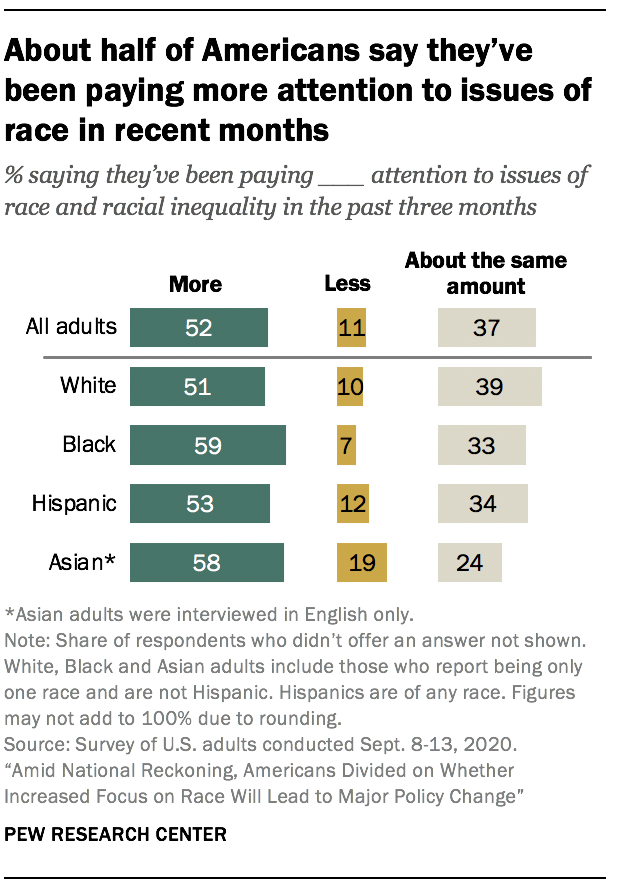 About half of Americans say they’ve
been paying more attention to issues of
race in recent months
% saying they’ve been paying ___ attention to issues of
race and racial inequality in the past three months
More Less About the same
amount
All adults 52 11 37
White 51 10 39
Black 59 7 33
Hispanic 53 12 34
Asian* 58 19 24
*Asian adults were interviewed in English only.
Note: Share of respondents who didn’t offer an answer not shown.
White, Black and Asian adults include those who report being only
one race and are not Hispanic. Hispanics are of any race. Figures
may not add to 100% due to rounding.
Source: Survey of U.S. adults conducted Sept. 8-13, 2020.
“Amid National Reckoning, Americans Divided on Whether
Increased Focus on Race Will Lead to Major Policy Change”
PEW RESEARCH CENTER